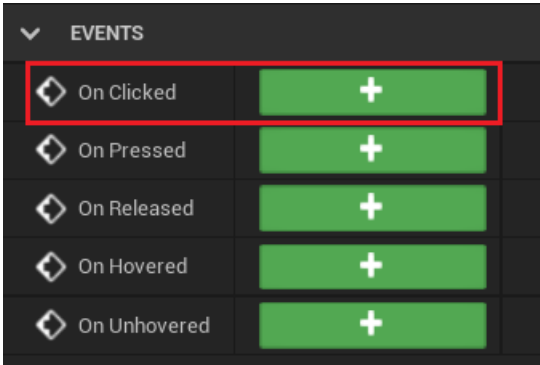 EVENTS
On Clicked
On Pressed
On Released
On Hovered
On Unhovered